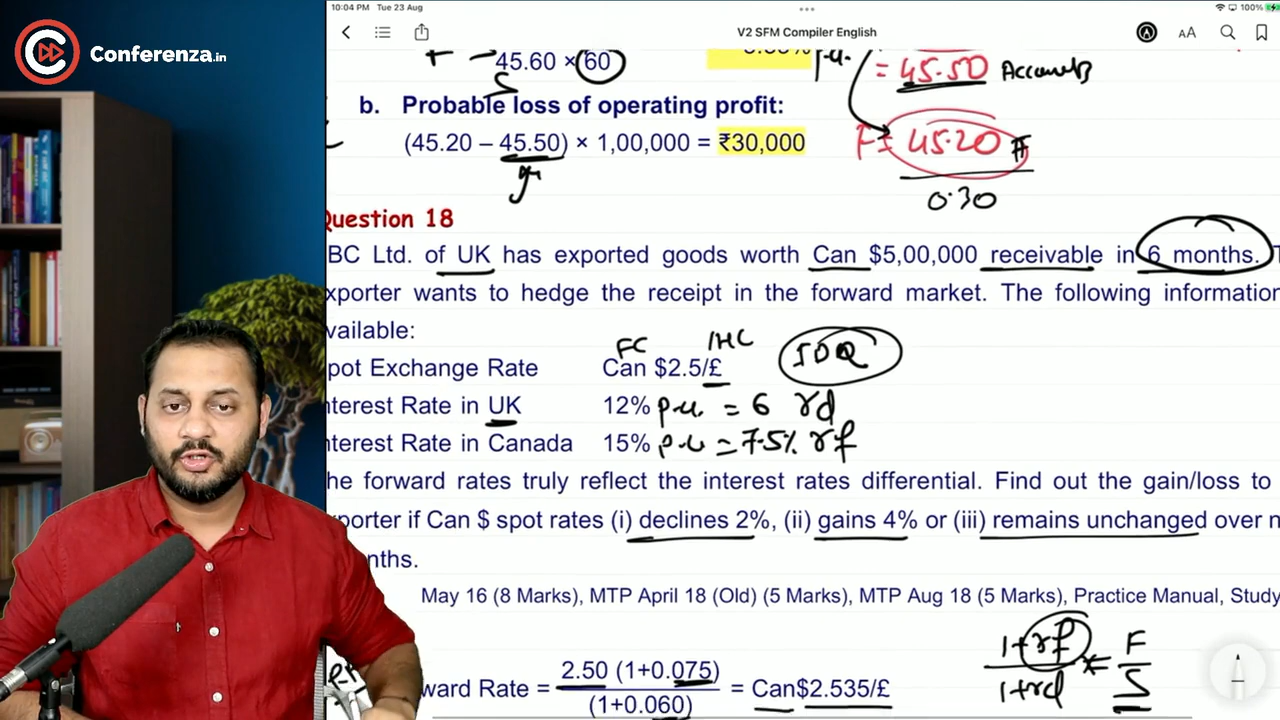 10:04 PM Tue 23 Aug
100%
V2 SFM Compiler English
AA
Conferenza.in
45.60 × 60
S
p.u.
= 45.50 Accounts
b. Probable loss of operating profit:
(45.20 – 45.50) × 1,00,000 = ₹30,000
F = 45.20
0.30
Question 18
BC Ltd. of UK has exported goods worth Can $5,00,000 receivable in 6 months.
xporter wants to hedge the receipt in the forward market. The following information
vailable:
FC /HC
pot Exchange Rate Can $2.5/£ IDQ
nterest Rate in UK 12% p.u. = 6 rd
nterest Rate in Canada 15% p.u = 7.5% rf
he forward rates truly reflect the interest rates differential. Find out the gain/loss to
xporter if Can $ spot rates (i) declines 2%, (ii) gains 4% or (iii) remains unchanged over
nths.
May 16 (8 Marks), MTP April 18 (Old) (5 Marks), MTP Aug 18 (5 Marks), Practice Manual, Study
1+rf = F
1+rd S
ward Rate = 2.50 (1+0.075) = Can$2.535/£
(1+0.060)